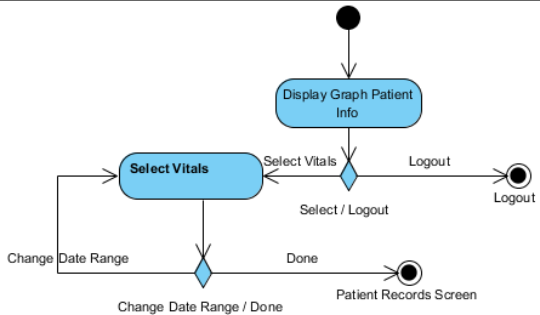 Display Graph Patient
Info
Select Vitals
Logout
Select Vitals
Logout
Select / Logout
Change Date Range
Done
Patient Records Screen
Change Date Range / Done